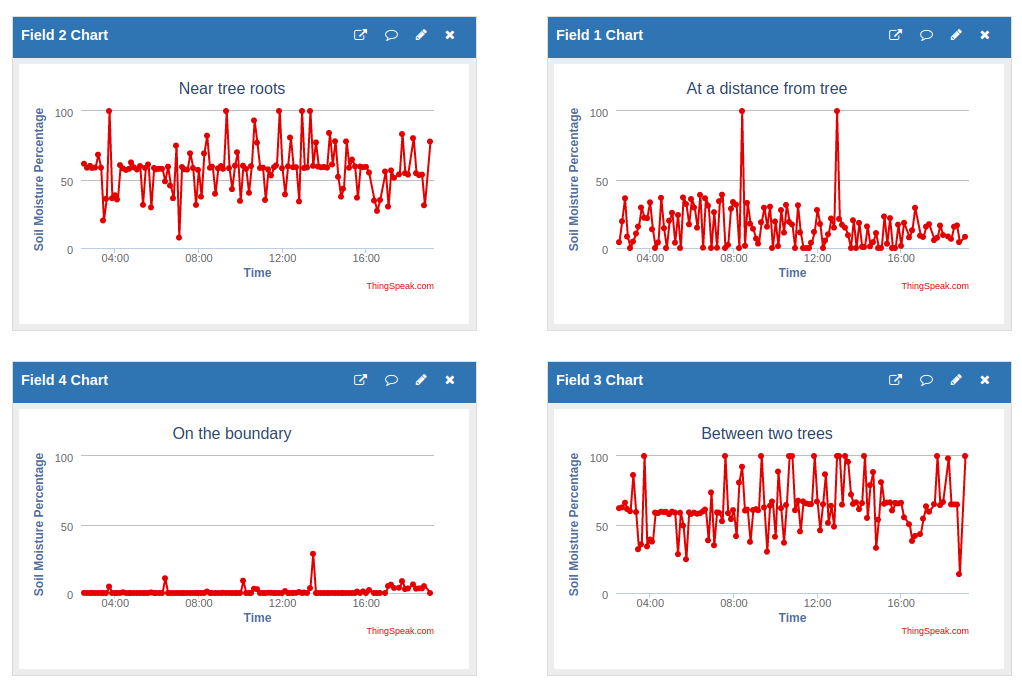 Field 2 Chart
Near tree roots
Soil Moisture Percentage
100
50
0
04:00 08:00 12:00 16:00
Time
ThingSpeak.com
Field 1 Chart
At a distance from tree
Soil Moisture Percentage
100
50
0
04:00 08:00 12:00 16:00
Time
ThingSpeak.com
Field 4 Chart
On the boundary
Soil Moisture Percentage
100
50
0
04:00 08:00 12:00 16:00
Time
ThingSpeak.com
Field 3 Chart
Between two trees
Soil Moisture Percentage
100
50
0
04:00 08:00 12:00 16:00
Time
ThingSpeak.com